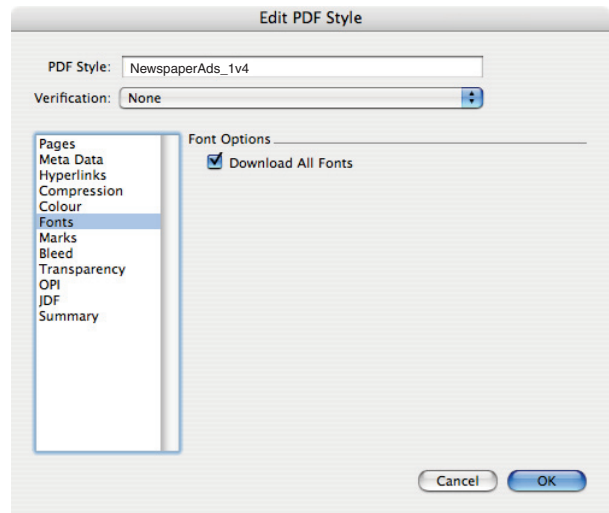 Edit PDF Style
PDF Style: NewspaperAds_1v4
Verification: None
Pages
Meta Data
Hyperlinks
Compression
Colour
Fonts
Marks
Bleed
Transparency
OPI
JDF
Summary
Font Options
Download All Fonts
Cancel OK